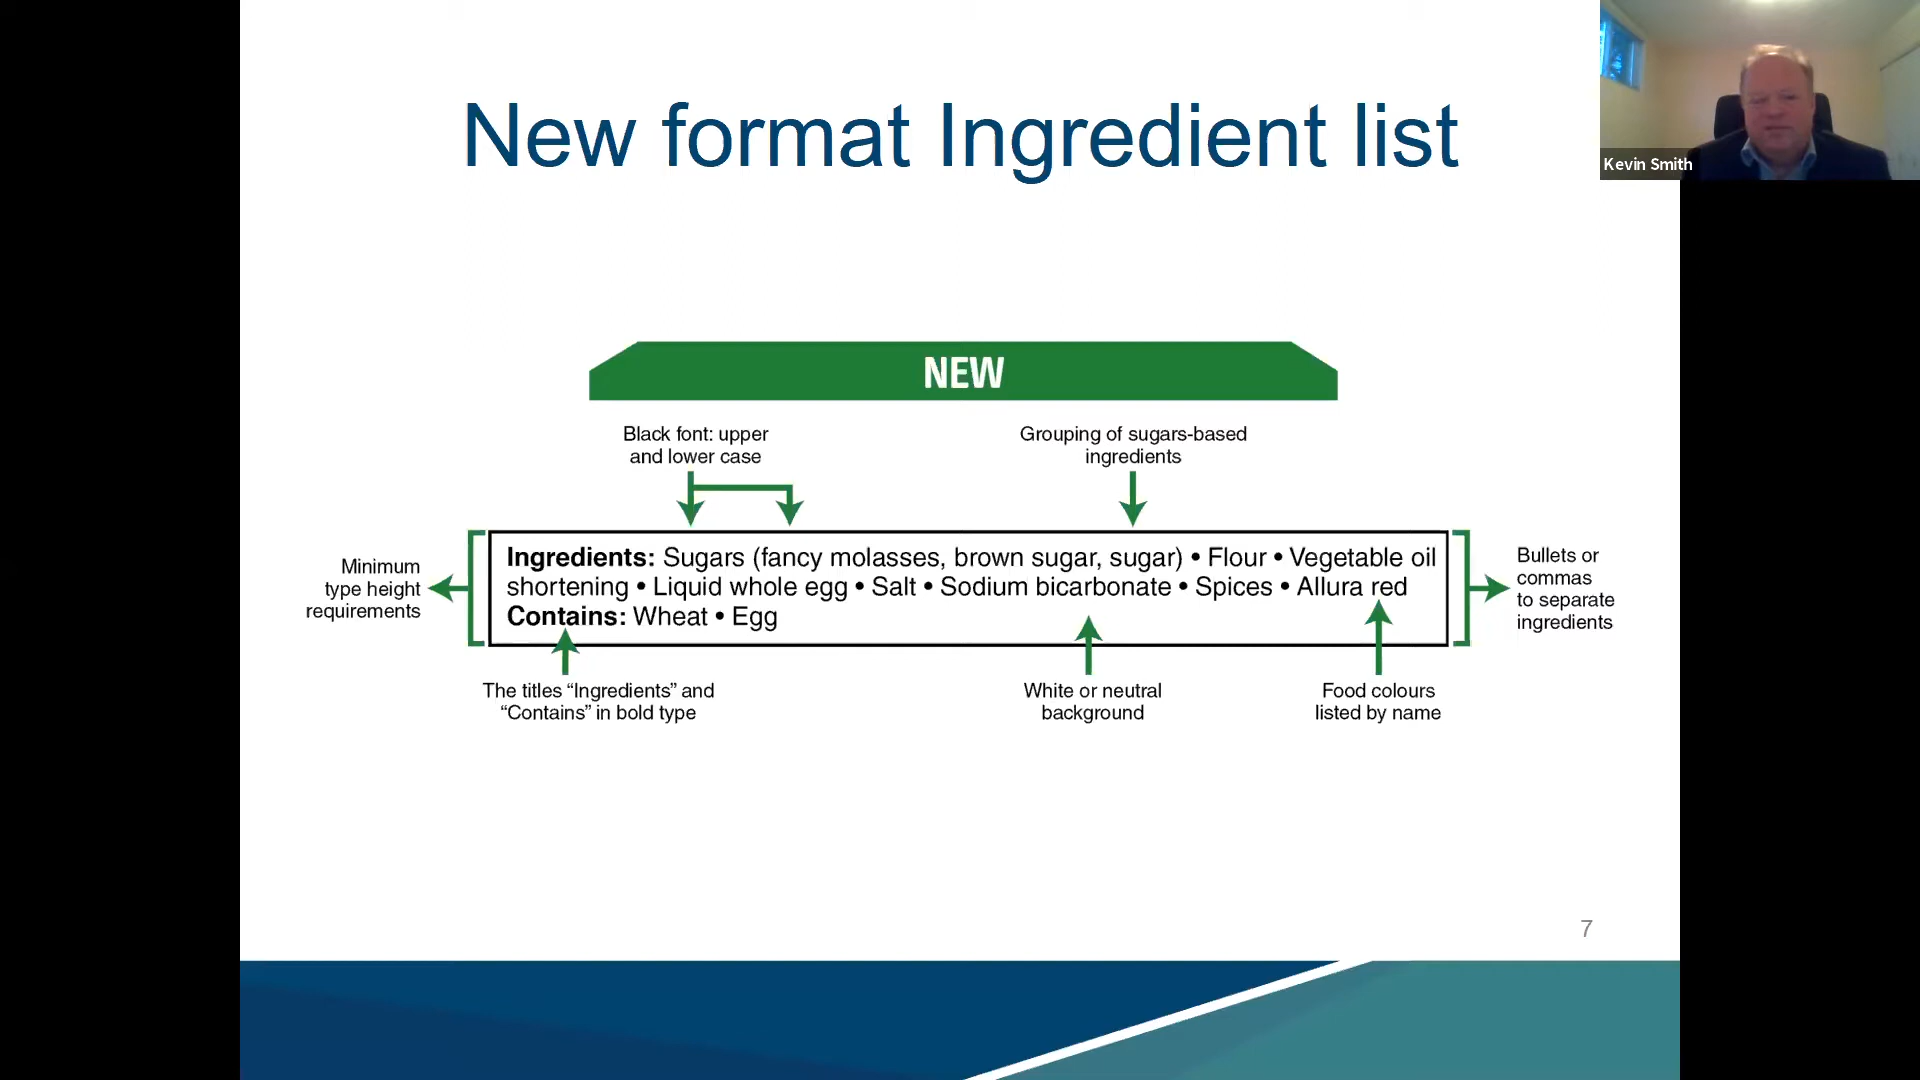 New format Ingredient list
Kevin Smith
NEW
Black font: upper
and lower case
Grouping of sugars-based
ingredients
Minimum
type height
requirements
Ingredients: Sugars (fancy molasses, brown sugar, sugar) • Flour • Vegetable oil
shortening • Liquid whole egg • Salt • Sodium bicarbonate • Spices • Allura red
Contains: Wheat • Egg
Bullets or
commas
to separate
ingredients
The titles “Ingredients” and
“Contains” in bold type
White or neutral
background
Food colours
listed by name
7